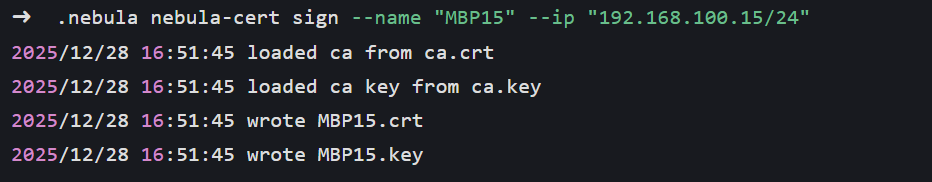 ➜ .nebula nebula-cert sign --name "MBP15" --ip "192.168.100.15/24"
2025/12/28 16:51:45 loaded ca from ca.crt
2025/12/28 16:51:45 loaded ca key from ca.key
2025/12/28 16:51:45 wrote MBP15.crt
2025/12/28 16:51:45 wrote MBP15.key